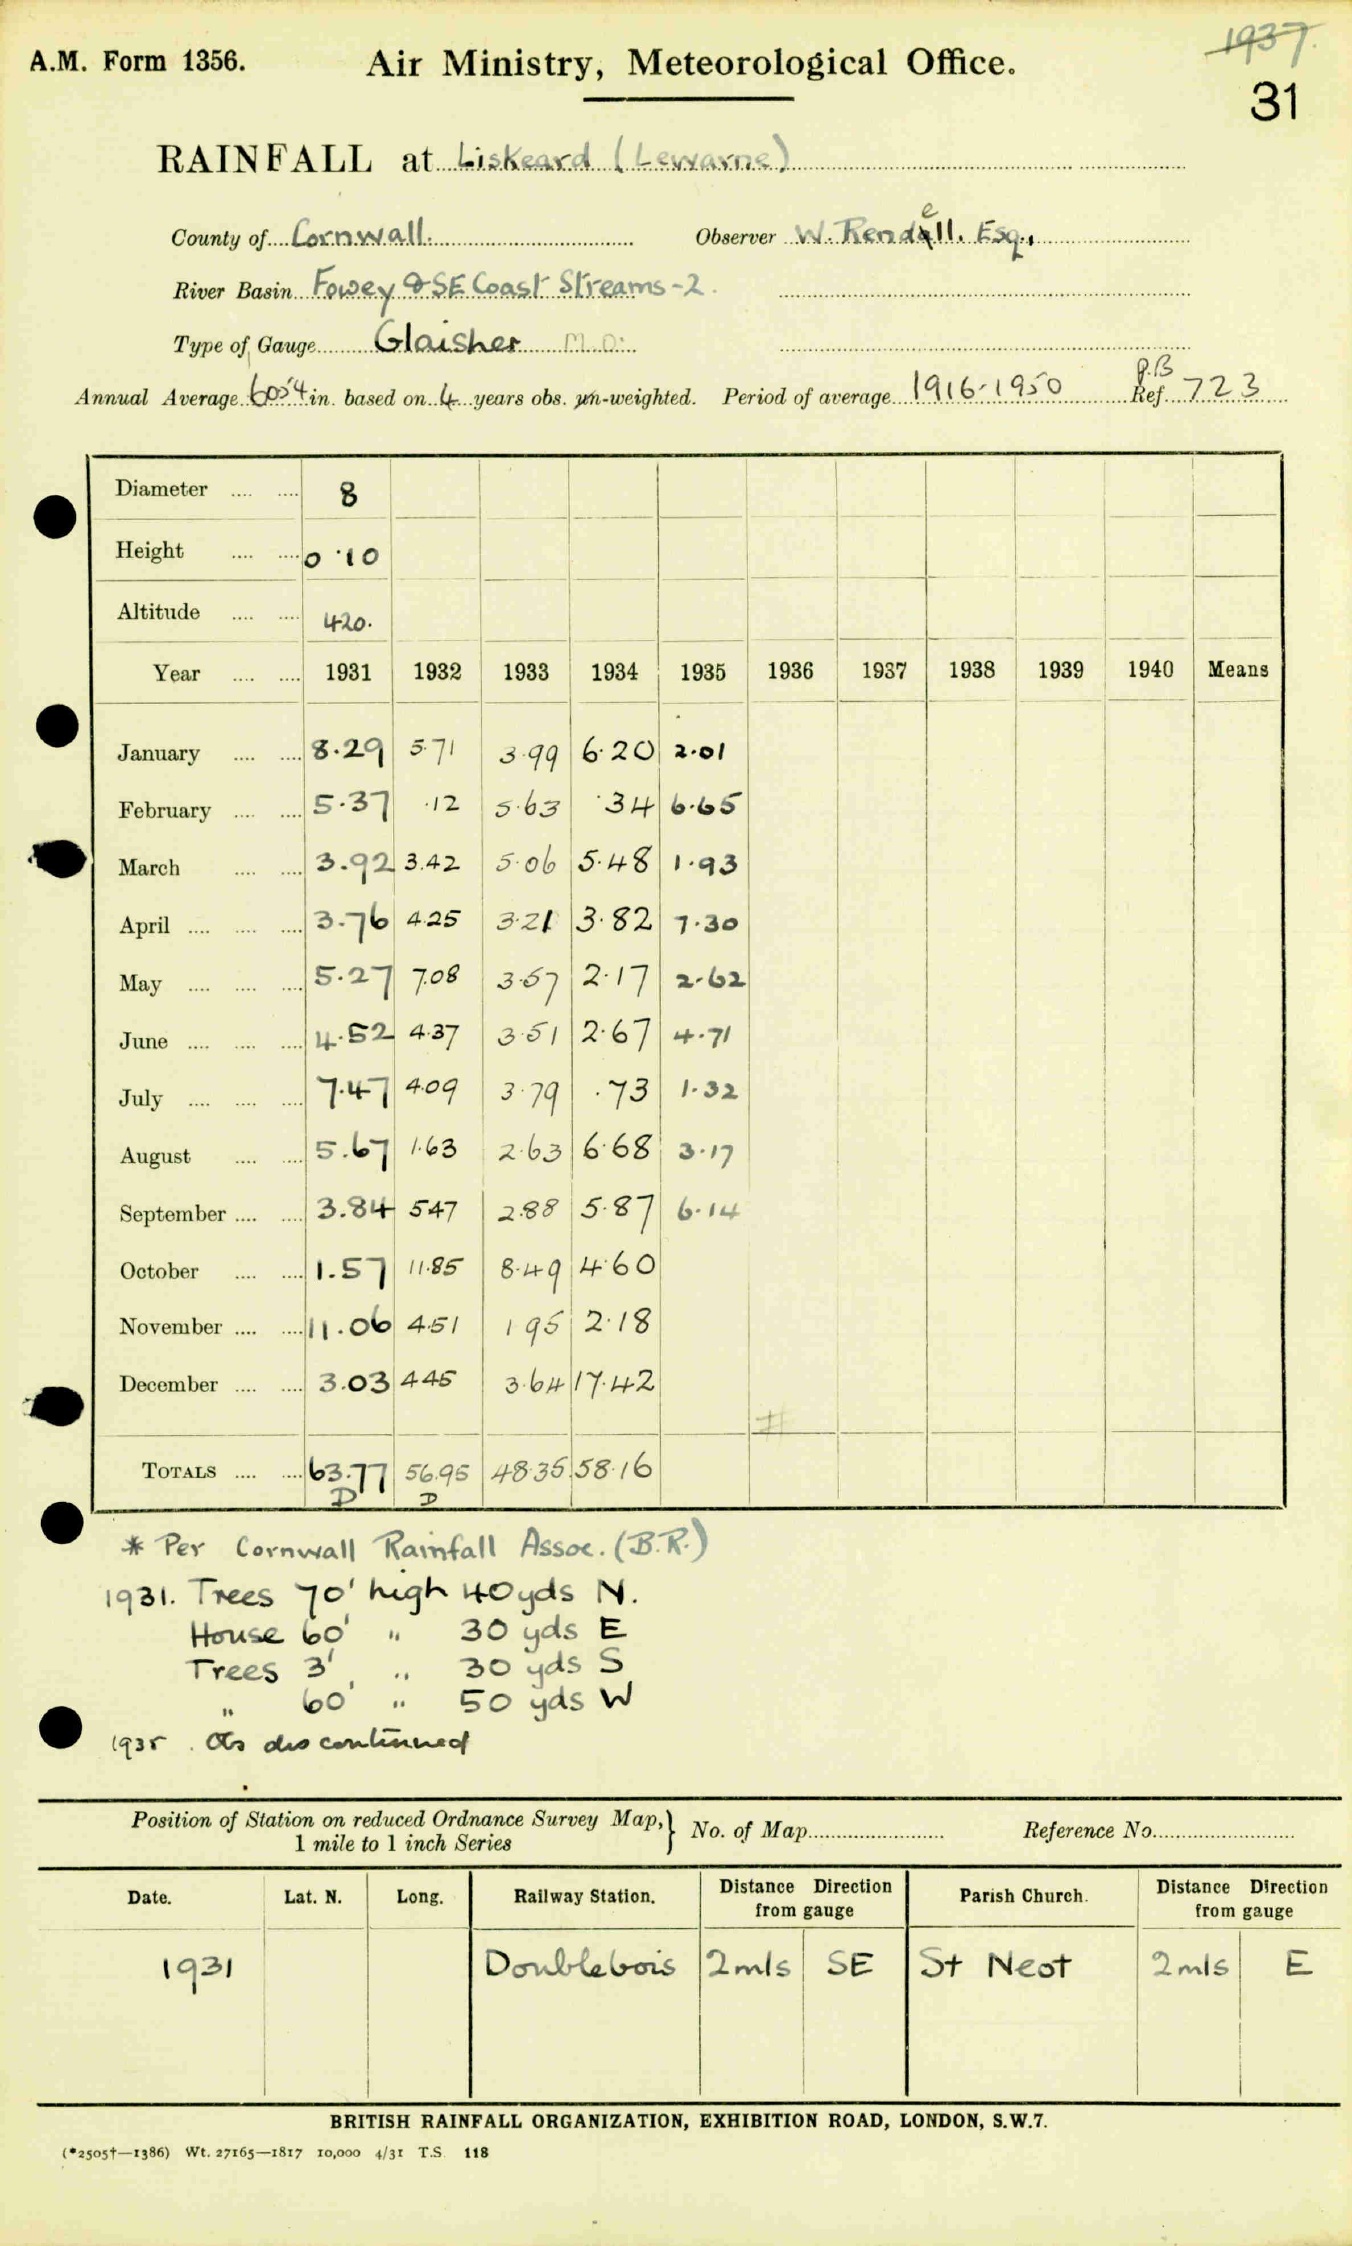 1937.
A.M. Form 1356. Air Ministry, Meteorological Office.
31
RAINFALL at Liskeard (Lewarne)
County of Cornwall. Observer W. Rendell. Esq.,
River Basin Fowey & SE Coast Streams-2.
Type of Gauge Glaisher M.O.
Annual Average 60.54 in. based on 4 years obs. un-weighted. Period of average 1916-1950 Ref. 723
Diameter 8
Height 0.10
Altitude 420.
Year 1931 1932 1933 1934 1935 1936 1937 1938 1939 1940 Means
January 8.29 5.71 3.99 6.20 2.01
February 5.37 .12 5.63 .34 6.65
March 3.92 3.42 5.06 5.48 1.93
April 3.76 4.25 3.21 3.82 7.30
May 5.27 7.08 3.57 2.17 2.62
June 4.52 4.37 3.51 2.67 4.71
July 7.47 4.09 3.79 .73 1.32
August 5.67 1.63 2.63 6.68 3.17
September 3.84 5.47 2.88 5.87 6.14
October 1.57 11.85 8.49 4.60
November 11.06 4.51 1.95 2.18
December 3.03 4.45 3.64 17.42
#
TOTALS 63.77 56.95 48.35 58.16
D D
* Per Cornwall Rainfall Assoc. (B.R.)
1931. Trees 70' high 40 yds N.
House 60' " 30 yds E
Trees 3' " 30 yds S
" 60' " 50 yds W
1935. Obs discontinued
Position of Station on reduced Ordnance Survey Map, } No. of Map Reference No.
1 mile to 1 inch Series
Date. Lat. N. Long. Railway Station. Distance Direction from gauge Parish Church. Distance Direction from gauge
1931 Doublebois 2 mls SE St Neot 2 mls E
BRITISH RAINFALL ORGANIZATION, EXHIBITION ROAD, LONDON, S.W.7.
(*2505†—1386) Wt. 27165—1817 10,000 4/31 T.S. 118